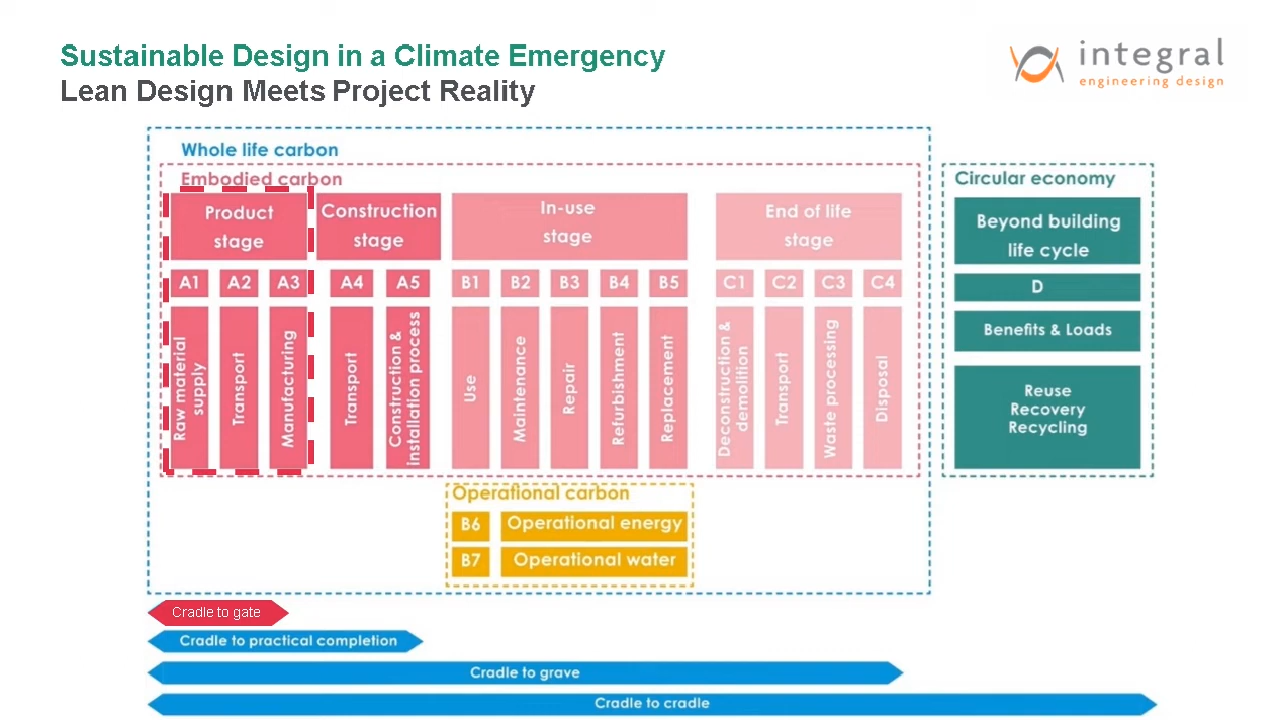 Sustainable Design in a Climate Emergency
Lean Design Meets Project Reality
integral
engineering design
Whole life carbon
Embodied carbon
Product
stage
Construction
stage
In-use
stage
End of life
stage
A1
A2
A3
A4
A5
B1
B2
B3
B4
B5
C1
C2
C3
C4
Raw material
supply
Transport
Manufacturing
Transport
Construction &
installation process
Use
Maintenance
Repair
Refurbishment
Replacement
Deconstruction &
demolition
Transport
Waste processing
Disposal
Operational carbon
B6
Operational energy
B7
Operational water
Circular economy
Beyond building
life cycle
D
Benefits & Loads
Reuse
Recovery
Recycling
Cradle to gate
Cradle to practical completion
Cradle to grave
Cradle to cradle